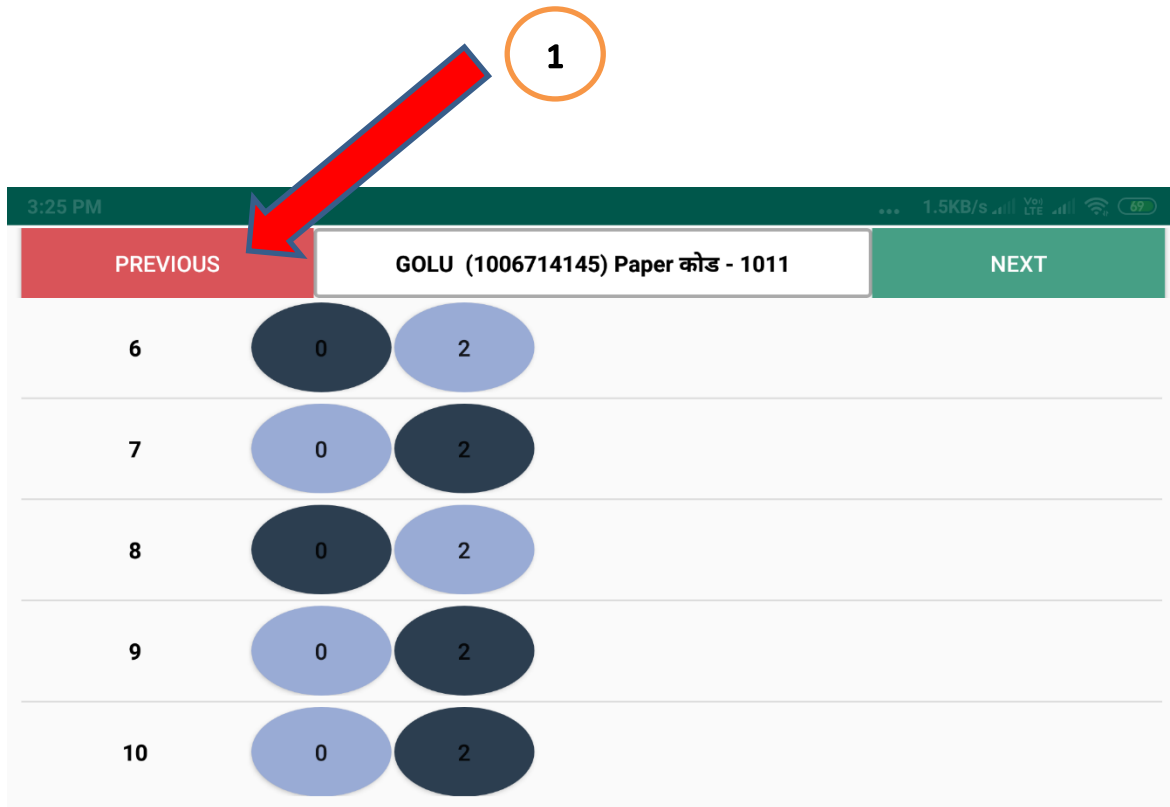 1
3:25 PM ... 1.5KB/s Vo)) LTE 69
PREVIOUS GOLU (1006714145) Paper कोड - 1011 NEXT
6 0 2
7 0 2
8 0 2
9 0 2
10 0 2